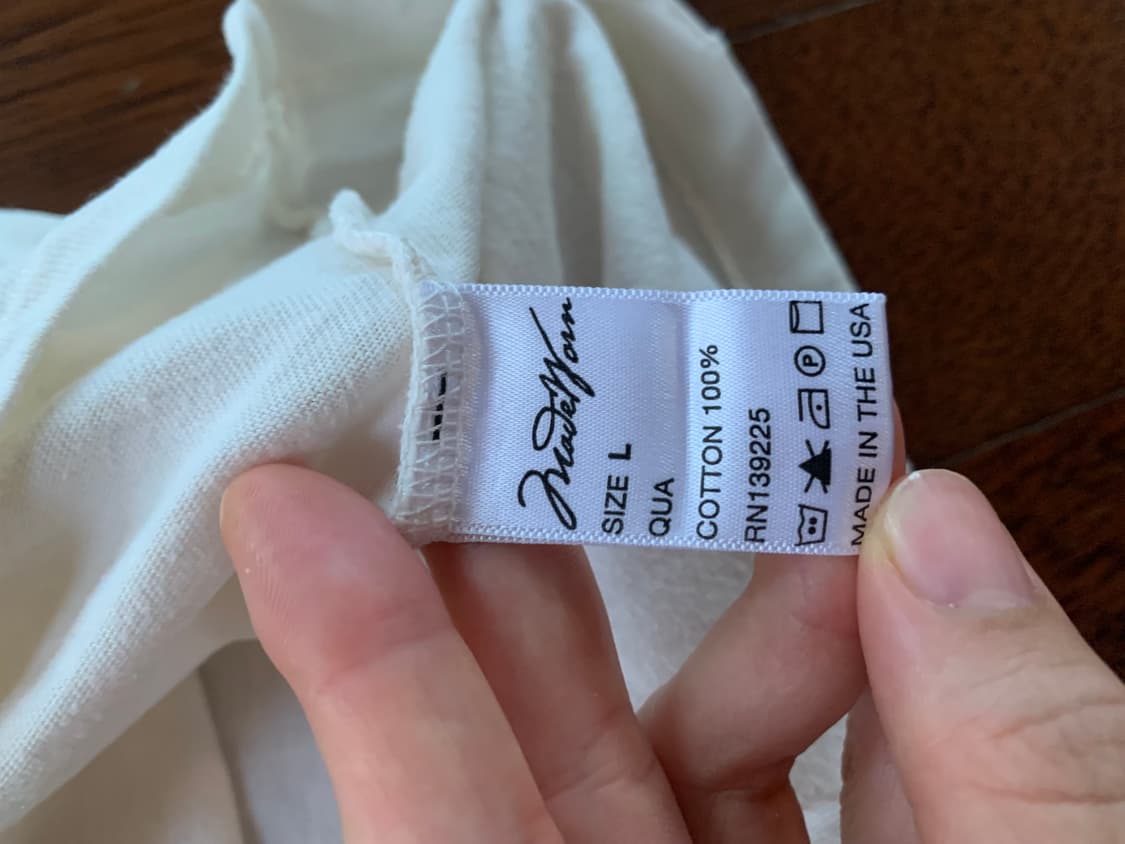 MadeWorn
SIZE L
QUA
COTTON 100%
RN139225
P
MADE IN THE USA